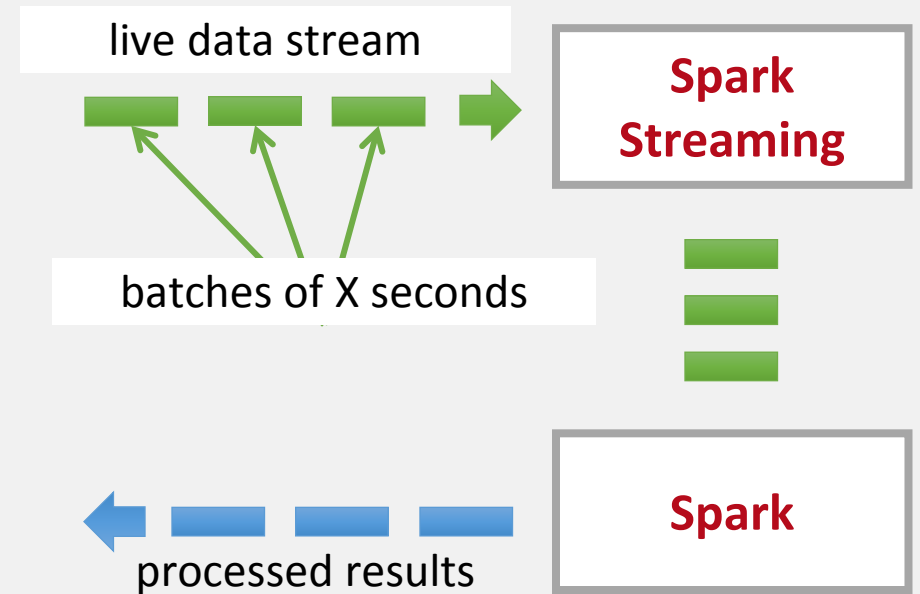 live data stream
Spark
Streaming
batches of X seconds
Spark
processed results